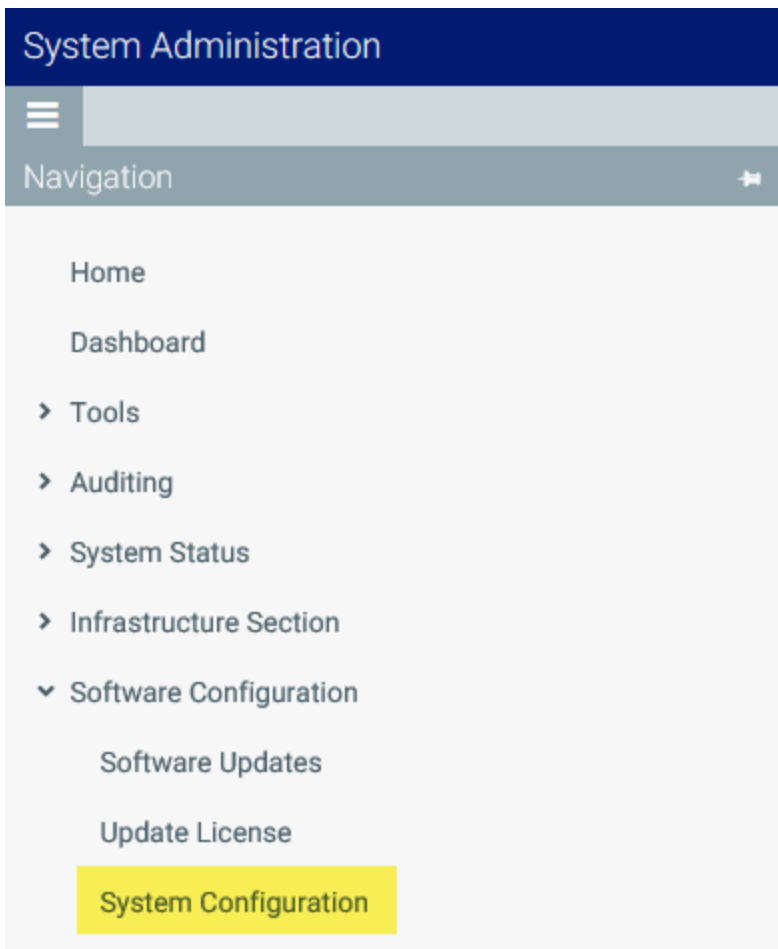 System Administration
Navigation
Home
Dashboard
Tools
Auditing
System Status
Infrastructure Section
Software Configuration
Software Updates
Update License
System Configuration